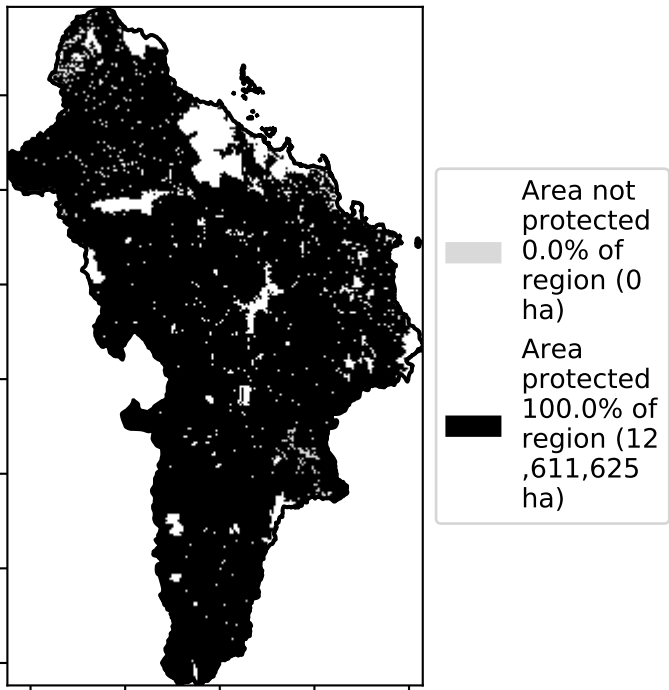 Area not
protected
0.0% of
region (0
ha)
Area
protected
100.0% of
region (12
,611,625
ha)